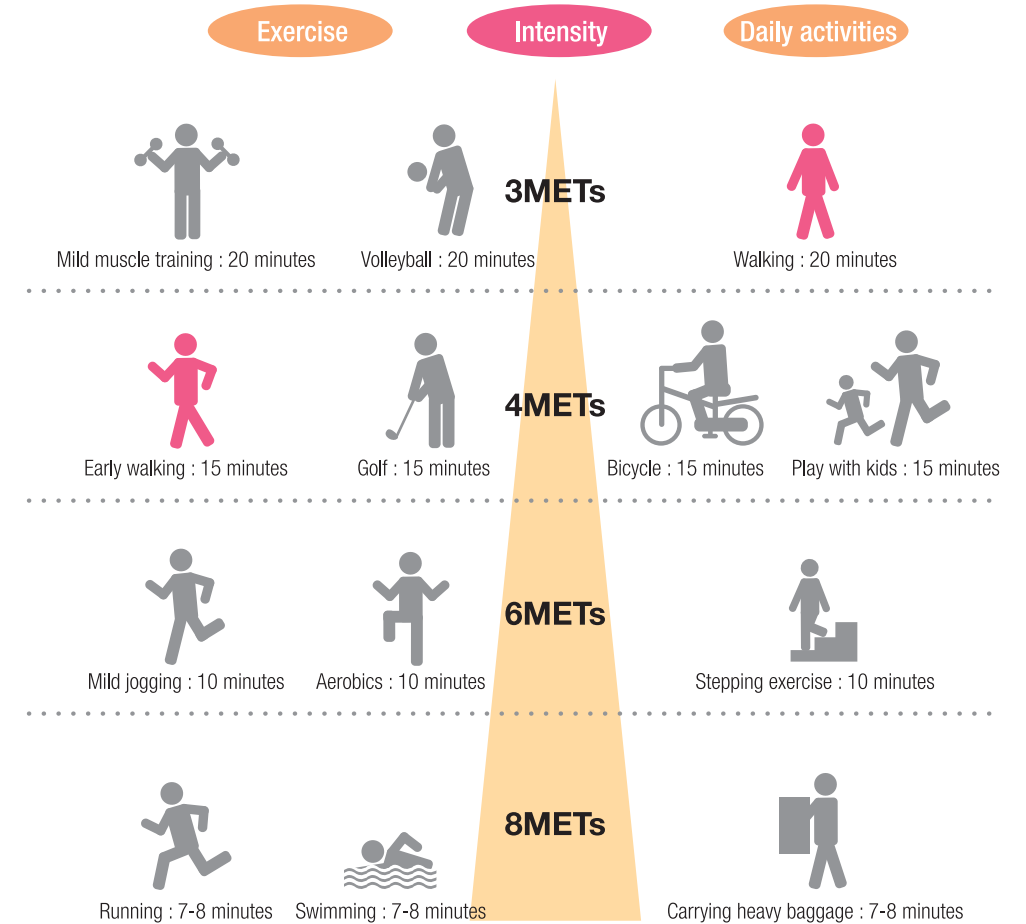 Exercise
Intensity
Daily activities
3METs
Mild muscle training : 20 minutes
Volleyball : 20 minutes
Walking : 20 minutes
4METs
Early walking : 15 minutes
Golf : 15 minutes
Bicycle : 15 minutes
Play with kids : 15 minutes
6METs
Mild jogging : 10 minutes
Aerobics : 10 minutes
Stepping exercise : 10 minutes
8METs
Running : 7-8 minutes
Swimming : 7-8 minutes
Carrying heavy baggage : 7-8 minutes